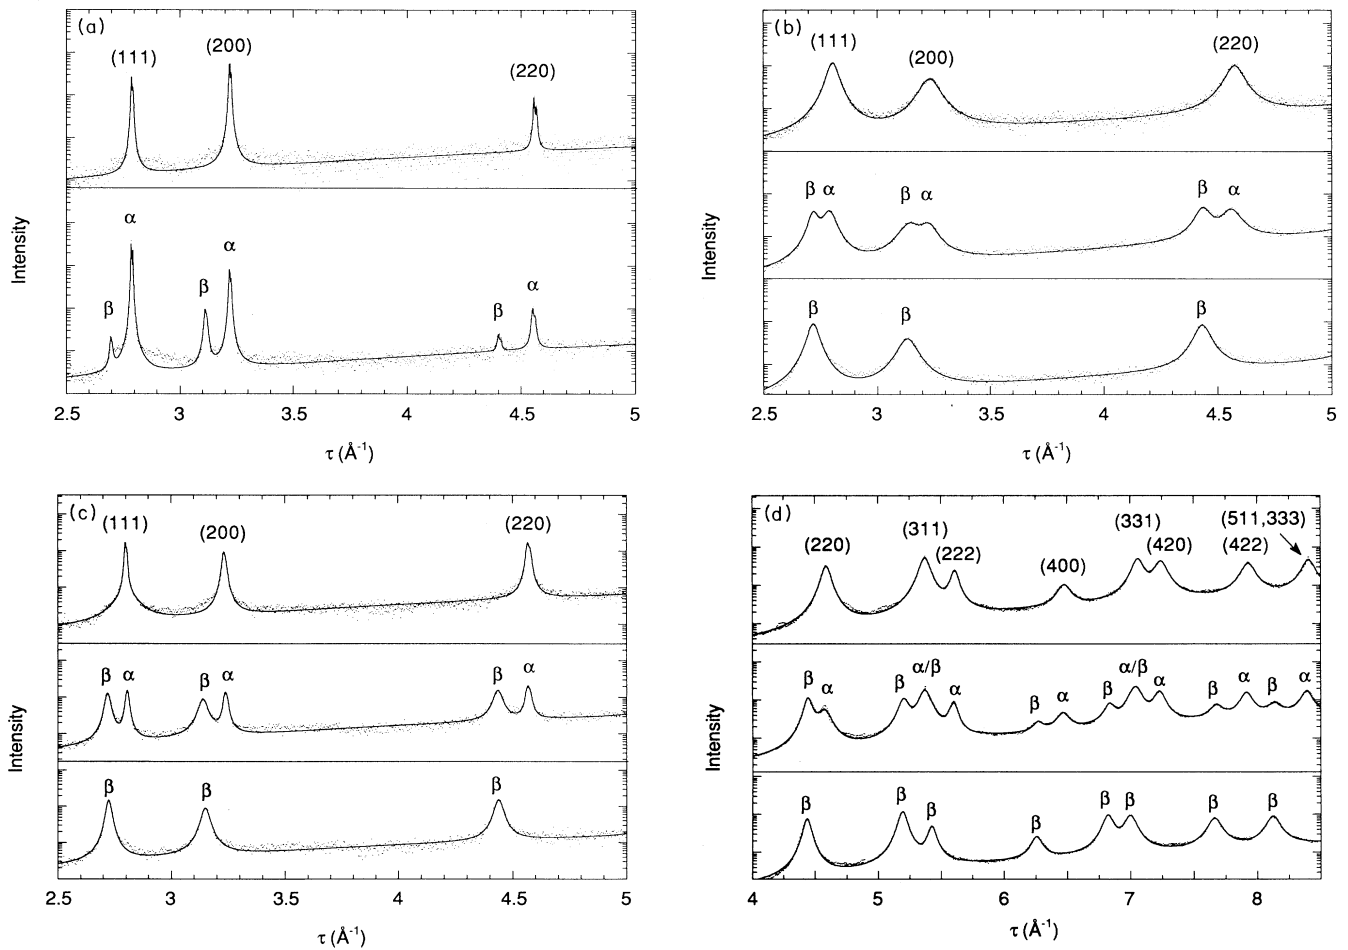 (a)
(111)
(200)
(220)
α
β
β
α
β
α
Intensity
2.5 3 3.5 4 4.5 5
τ (Å-1)
(b)
(111)
(200)
(220)
β α
β α
β α
β
β
β
Intensity
2.5 3 3.5 4 4.5 5
τ (Å-1)
(c)
(111)
(200)
(220)
β α
β α
β α
β
β
β
Intensity
2.5 3 3.5 4 4.5 5
τ (Å-1)
(d)
(220)
(311)
(222)
(400)
(331)
(420)
(511,333)
(422)
β α
β α/β α
β α
β α/β α
β α β α
β
β β
β
β β
β
β
Intensity
4 5 6 7 8
τ (Å-1)